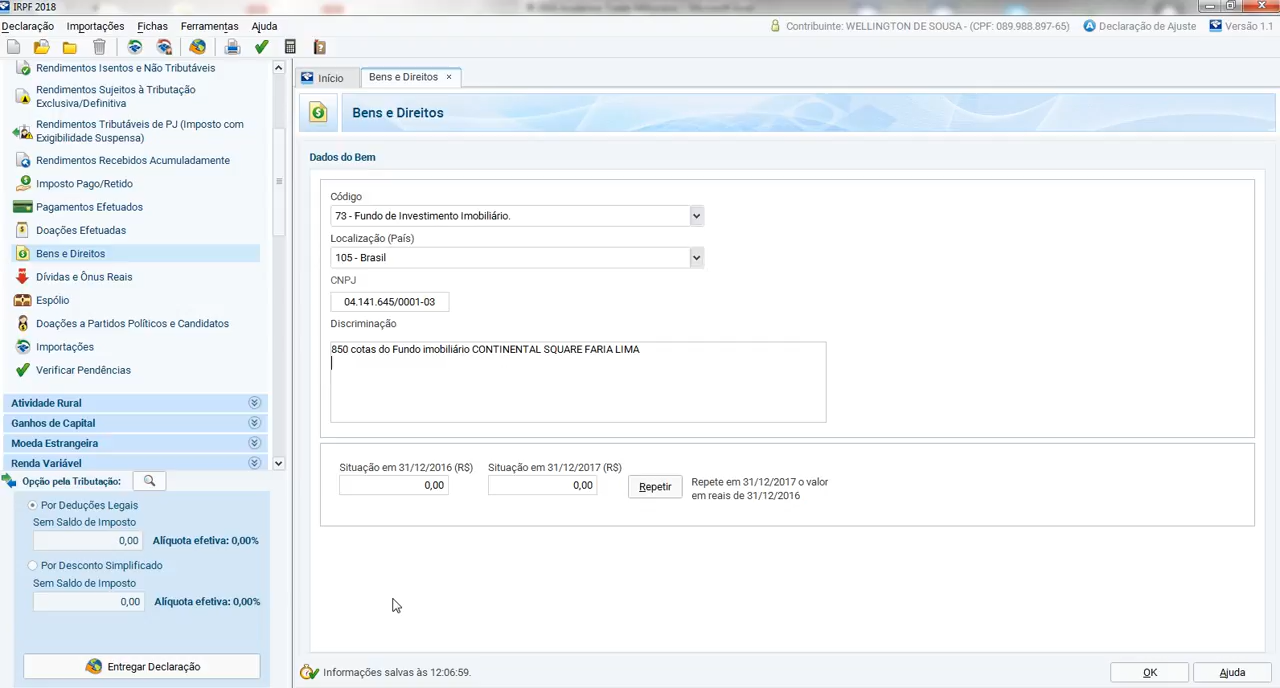 IRPF 2018
Declaração Importações Fichas Ferramentas Ajuda
Contribuinte: WELLINGTON DE SOUSA - (CPF: 089.988.897-65) Declaração de Ajuste Versão 1.1
Rendimentos Isentos e Não Tributáveis
Rendimentos Sujeitos à Tributação
Exclusiva/Definitiva
Rendimentos Tributáveis de PJ (Imposto com
Exigibilidade Suspensa)
Rendimentos Recebidos Acumuladamente
Imposto Pago/Retido
Pagamentos Efetuados
Doações Efetuadas
Bens e Direitos
Dívidas e Ônus Reais
Espólio
Doações a Partidos Políticos e Candidatos
Importações
Verificar Pendências
Atividade Rural
Ganhos de Capital
Moeda Estrangeira
Renda Variável
Opção pela Tributação:
Por Deduções Legais
Sem Saldo de Imposto
0,00 Alíquota efetiva: 0,00%
Por Desconto Simplificado
Sem Saldo de Imposto
0,00 Alíquota efetiva: 0,00%
Entregar Declaração
Início Bens e Direitos ×
Bens e Direitos
Dados do Bem
Código
73 - Fundo de Investimento Imobiliário.
Localização (País)
105 - Brasil
CNPJ
04.141.645/0001-03
Discriminação
850 cotas do Fundo imobiliário CONTINENTAL SQUARE FARIA LIMA
Situação em 31/12/2016 (R$) Situação em 31/12/2017 (R$)
0,00 0,00 Repetir Repete em 31/12/2017 o valor
em reais de 31/12/2016
Informações salvas às 12:06:59.
OK Ajuda